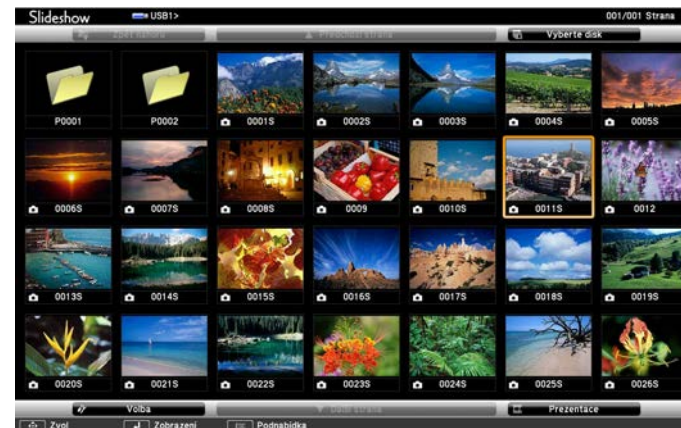 Slideshow USB1> 001/001 Strana
Zpět nahoru Předchozí strana Vyberte disk
P0001 P0002 0001S 0002S 0003S 0004S 0005S
0006S 0007S 0008S 0009 0010S 0011S 0012
0013S 0014S 0015S 0016S 0017S 0018S 0019S
0020S 0021S 0022S 0023S 0024S 0025S 0026S
Volba Další strana Prezentace
Zvol Zobrazení Podnabídka